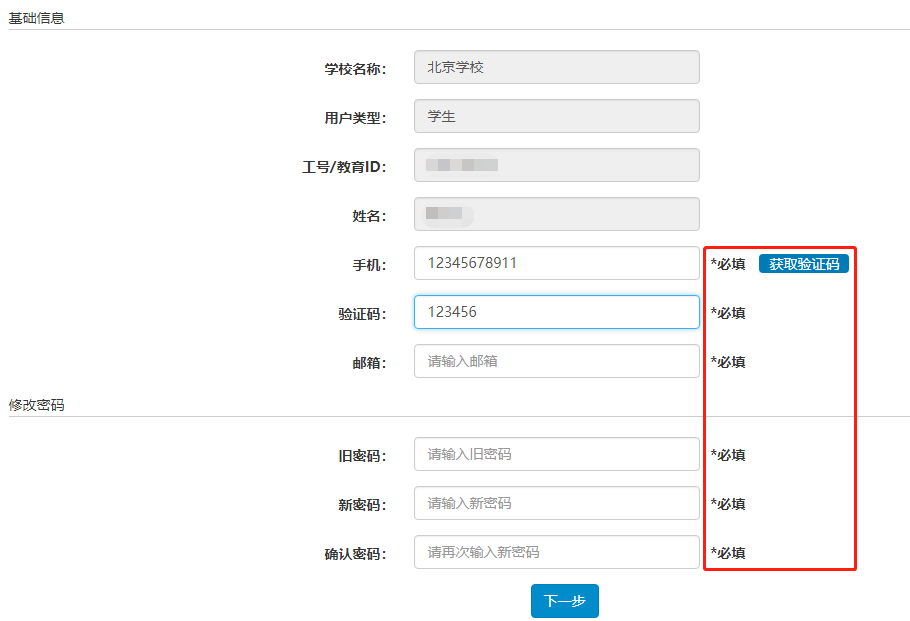 基础信息
学校名称： 北京学校
用户类型： 学生
工号/教育ID：
姓名：
手机： 12345678911 *必填 获取验证码
验证码： 123456 *必填
邮箱： 请输入邮箱 *必填
修改密码
旧密码： 请输入旧密码 *必填
新密码： 请输入新密码 *必填
确认密码： 请再次输入新密码 *必填
下一步